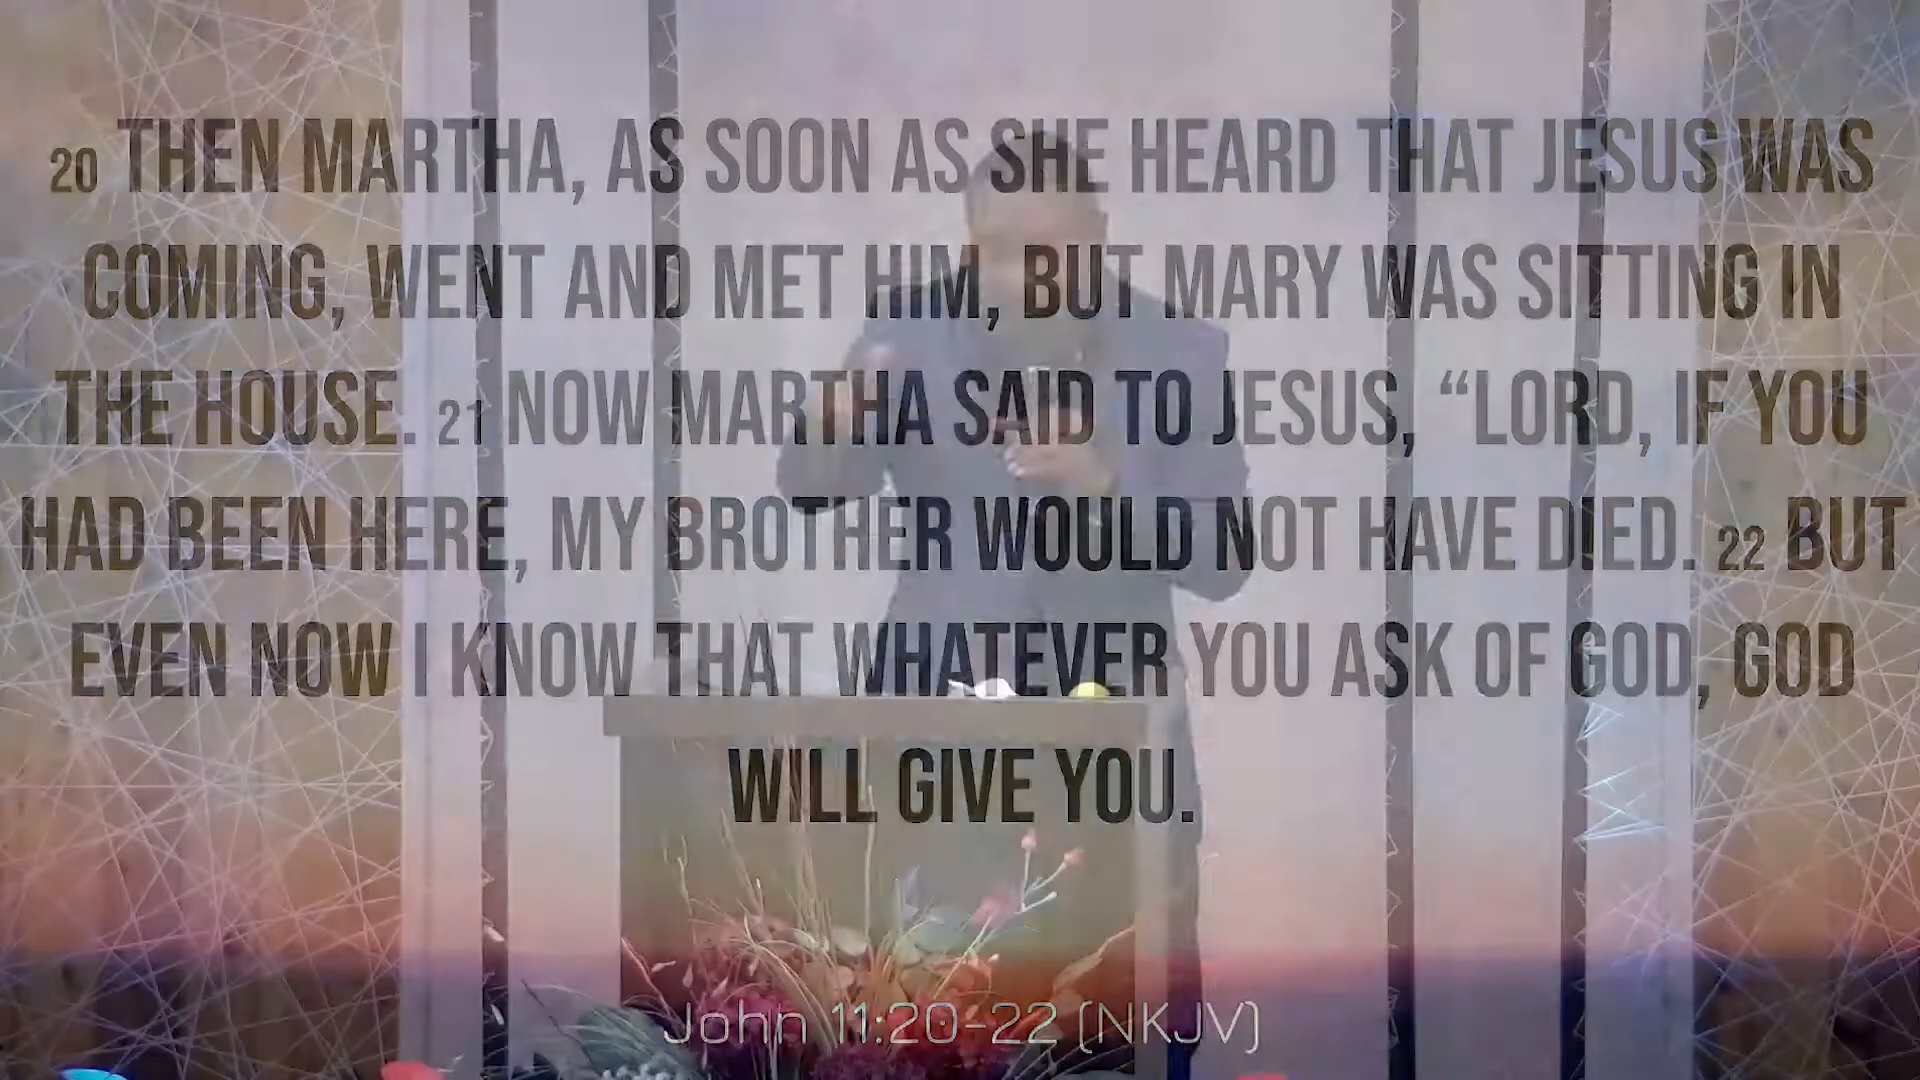 20 THEN MARTHA, AS SOON AS SHE HEARD THAT JESUS WAS
COMING, WENT AND MET HIM, BUT MARY WAS SITTING IN
THE HOUSE. 21 NOW MARTHA SAID TO JESUS, “LORD, IF YOU
HAD BEEN HERE, MY BROTHER WOULD NOT HAVE DIED. 22 BUT
EVEN NOW I KNOW THAT WHATEVER YOU ASK OF GOD, GOD
WILL GIVE YOU.
John 11:20-22 (NKJV)